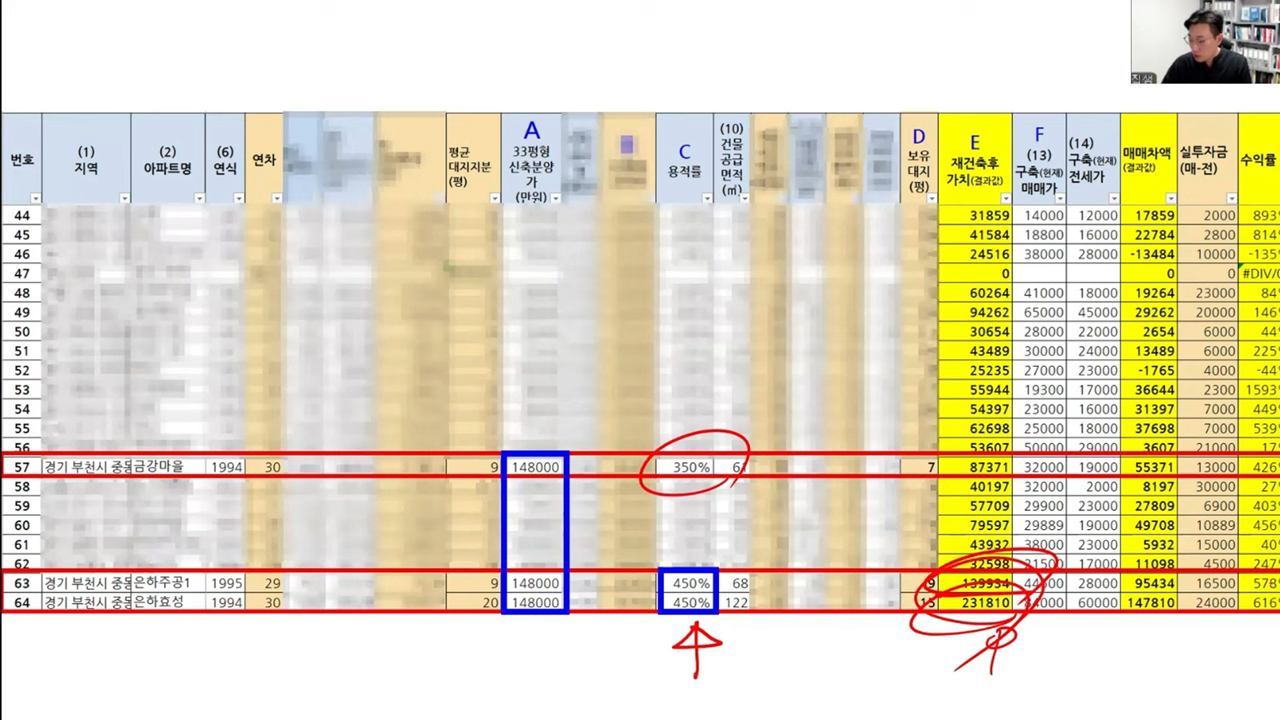 집샘
번호 (1) 지역 (2) 아파트명 (6) 연식 연차 평균 대지지분 (평) A 33평형 신축분양가 (만원) C 용적률 (10) 건물 공급 면적 (㎡) D 보유 대지 (평) E 재건축후 가치(결과값) F (13) 구축(현재) 매매가 (14) 구축(현재) 전세가 매매차액 (결과값) 실투자금 (매-전) 수익률
44 31859 14000 12000 17859 2000 893%
45 41584 18800 16000 22784 2800 814%
46 24516 38000 28000 -13484 10000 -135%
47 0 0 0 #DIV/0
48 60264 41000 18000 19264 23000 84%
49 94262 65000 45000 29262 20000 146%
50 30654 28000 22000 2654 6000 44%
51 43489 30000 24000 13489 6000 225%
52 25235 27000 23000 -1765 4000 -44%
53 55944 19300 17000 36644 2300 1593%
54 54397 23000 16000 31397 7000 449%
55 62698 25000 18000 37698 7000 539%
56 53607 50000 29000 3607 21000 17%
57 경기 부천시 중동 금강마을 1994 30 9 148000 350% 7 87371 32000 19000 55371 13000 426%
58 40197 32000 2000 8197 30000 27%
59 57709 29900 23000 27809 6900 403%
60 79597 29889 19000 49708 10889 456%
61 43932 38000 23000 5932 15000 40%
62 32598 21500 17000 11098 4500 247%
63 경기 부천시 중동 은하주공1 1995 29 9 148000 450% 68 9 139934 28000 95434 16500 578%
64 경기 부천시 중동 은하효성 1994 30 20 148000 450% 122 15 231810 84000 60000 147810 24000 616%